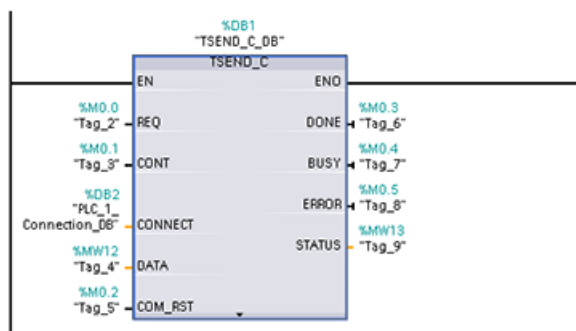 %DB1
"TSEND_C_DB"
TSEND_C
EN ENO
%M0.0 %M0.3
"Tag_2" REQ DONE "Tag_6"
%M0.1 %M0.4
"Tag_3" CONT BUSY "Tag_7"
%DB2 %M0.5
"PLC_1_ ERROR "Tag_8"
Connection_DB" CONNECT
%MW13
STATUS "Tag_9"
%MW12
"Tag_4" DATA
%M0.2
"Tag_5" COM_RST